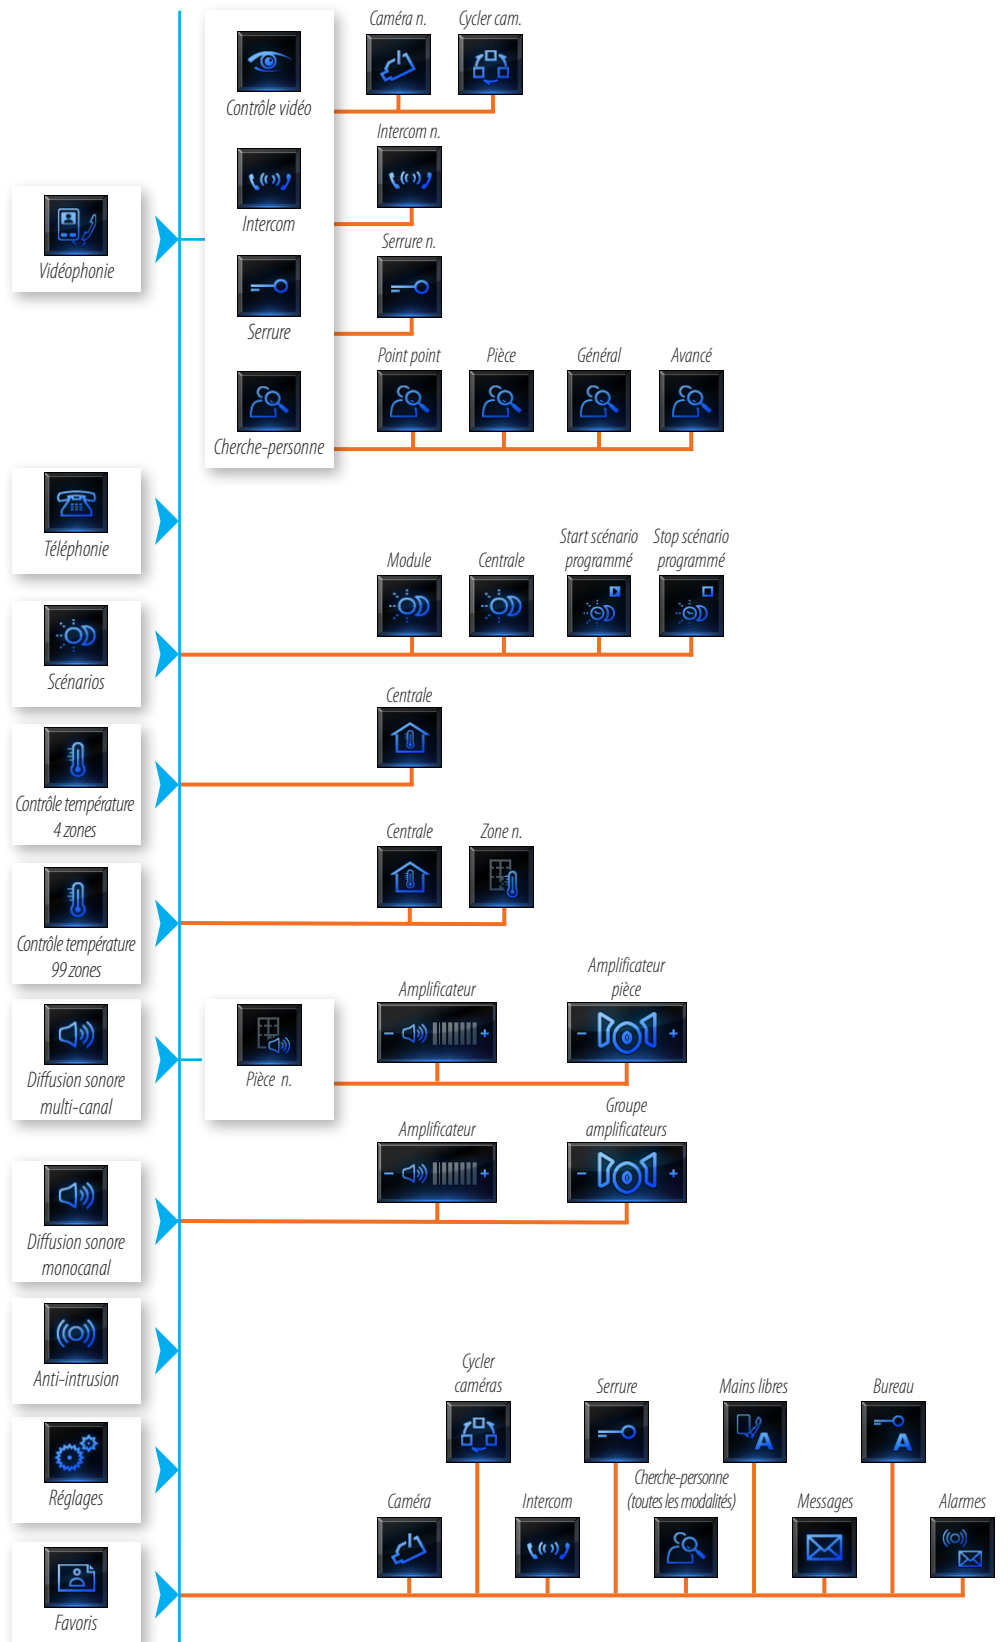 Caméra n.
Cycler cam.
Contrôle vidéo
Intercom n.
Intercom
Serrure n.
Vidéophonie
Serrure
Point point
Pièce
Général
Avancé
Cherche-personne
Téléphonie
Module
Centrale
Start scénario
programmé
Stop scénario
programmé
Scénarios
Centrale
Contrôle température
4 zones
Centrale
Zone n.
Contrôle température
99 zones
Amplificateur
Amplificateur
pièce
Diffusion sonore
multi-canal
Pièce n.
Amplificateur
Groupe
amplificateurs
Diffusion sonore
monocanal
Anti-intrusion
Cycler
caméras
Serrure
Mains libres
A
Bureau
A
Réglages
Caméra
Intercom
Cherche-personne
(toutes les modalités)
Messages
Alarmes
Favoris